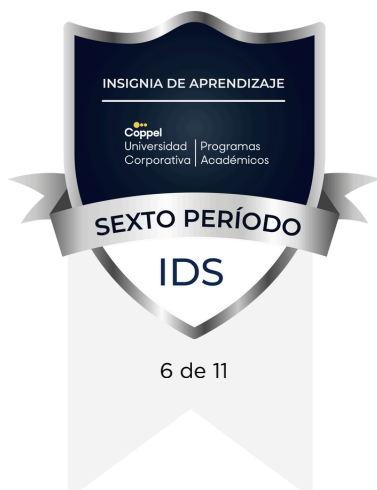 INSIGNIA DE APRENDIZAJE
Coppel
Universidad | Programas
Corporativa | Académicos
SEXTO PERÍODO
IDS
6 de 11